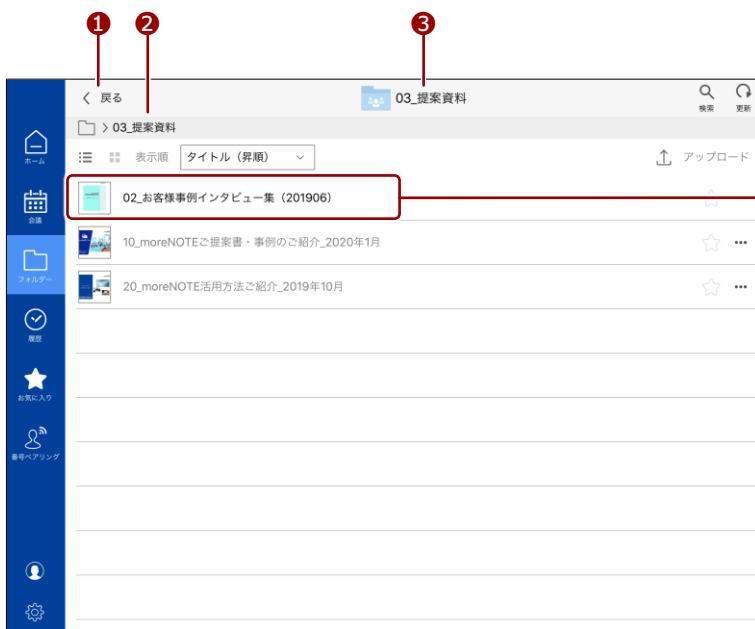 1 2 3
戻る 03_提案資料 検索 更新
> 03_提案資料
表示順 タイトル（昇順） アップロード
02_お客様事例インタビュー集（201906）
10_moreNOTEご提案書・事例のご紹介_2020年1月
20_moreNOTE活用方法ご紹介_2019年10月
ホーム
会議
フォルダー
履歴
お気に入り
番号ペアリング